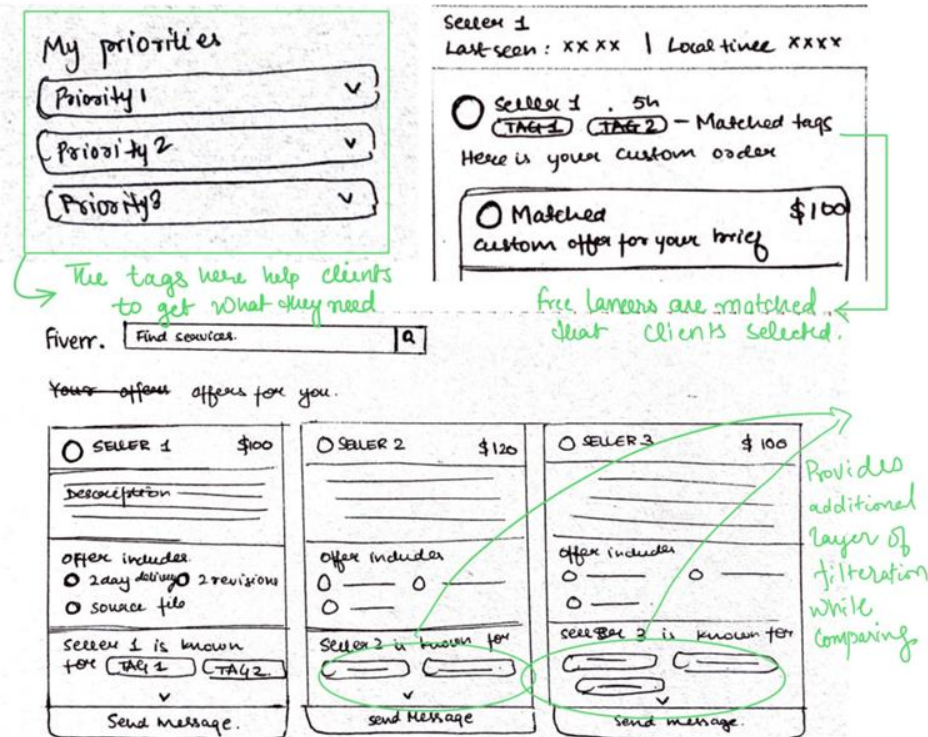 My priorities
Priority 1
Priority 2
Priority 3
The tags here help clients
to get what they need
Seller 1
Last seen : xx xx | Local time xxxx
Seller 1 . 5h
TAG 1 TAG 2 – Matched tags
Here is your custom order
Matched $100
custom offer for your brief
free lancers are matched
that clients selected.
Fiverr. Find services.
Your offers offers for you.
SELLER 1 $100
Description
offer includes
2 day delivery 2 revisions
source file
seller 1 is known
for TAG 1 TAG 2
Send message.
SELLER 2 $120
offer includes
Seller 2 is known for
send Message
SELLER 3 $100
offer includes
seller 3 is known for
Send message.
Provides
additional
layer of
filteration
while
comparing